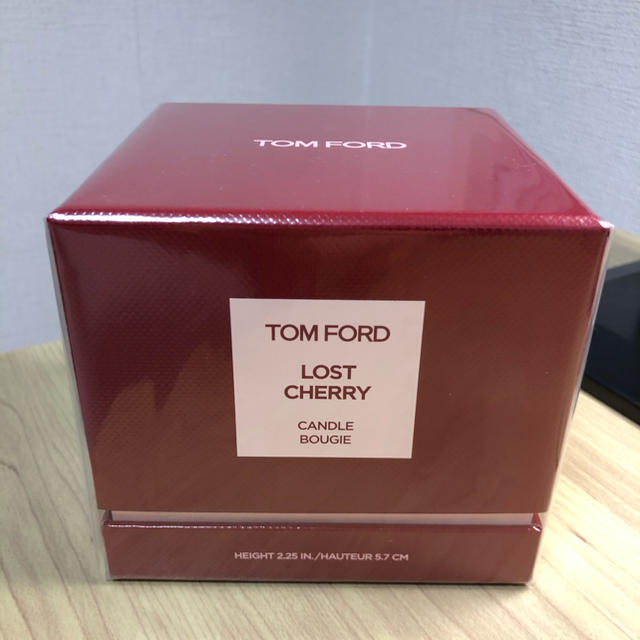 TOM FORD
TOM FORD
LOST
CHERRY
CANDLE
BOUGIE
HEIGHT 2.25 IN./HAUTEUR 5.7 CM